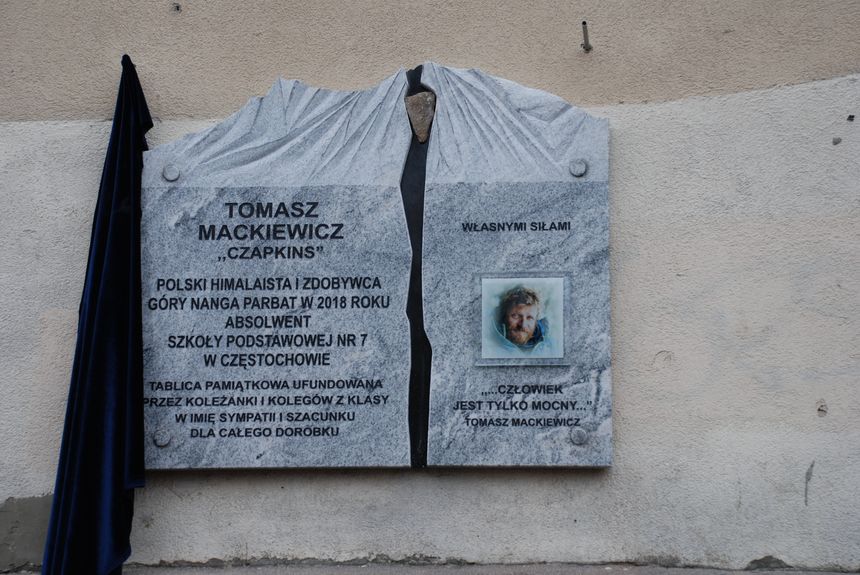 TOMASZ
MACKIEWICZ
,,CZAPKINS"
POLSKI HIMALAISTA I ZDOBYWCA
GÓRY NANGA PARBAT W 2018 ROKU
ABSOLWENT
SZKOŁY PODSTAWOWEJ NR 7
W CZĘSTOCHOWIE
TABLICA PAMIĄTKOWA UFUNDOWANA
PRZEZ KOLEŻANKI I KOLEGÓW Z KLASY
W IMIĘ SYMPATII I SZACUNKU
DLA CAŁEGO DOROBKU
WŁASNYMI SIŁAMI
,,...CZŁOWIEK
JEST TYLKO MOCNY..."
TOMASZ MACKIEWICZ